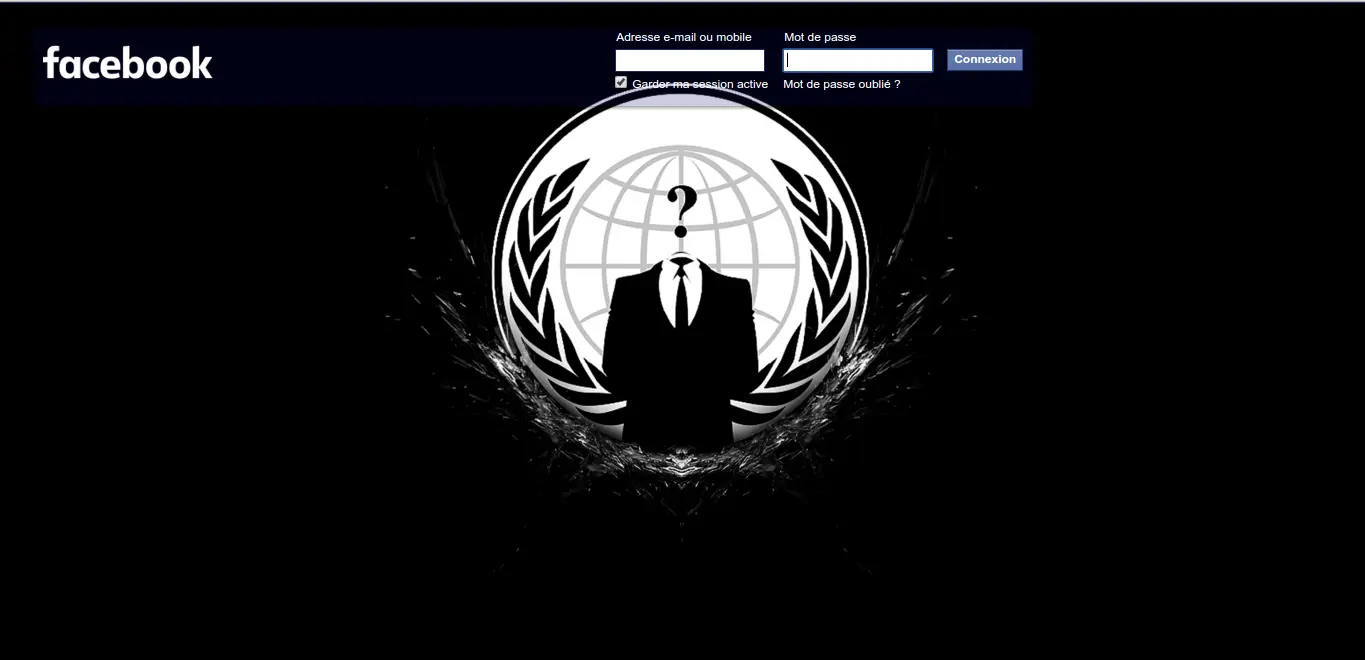 facebook
Adresse e-mail ou mobile
Mot de passe
Connexion
Garder ma session active
Mot de passe oublié ?
?